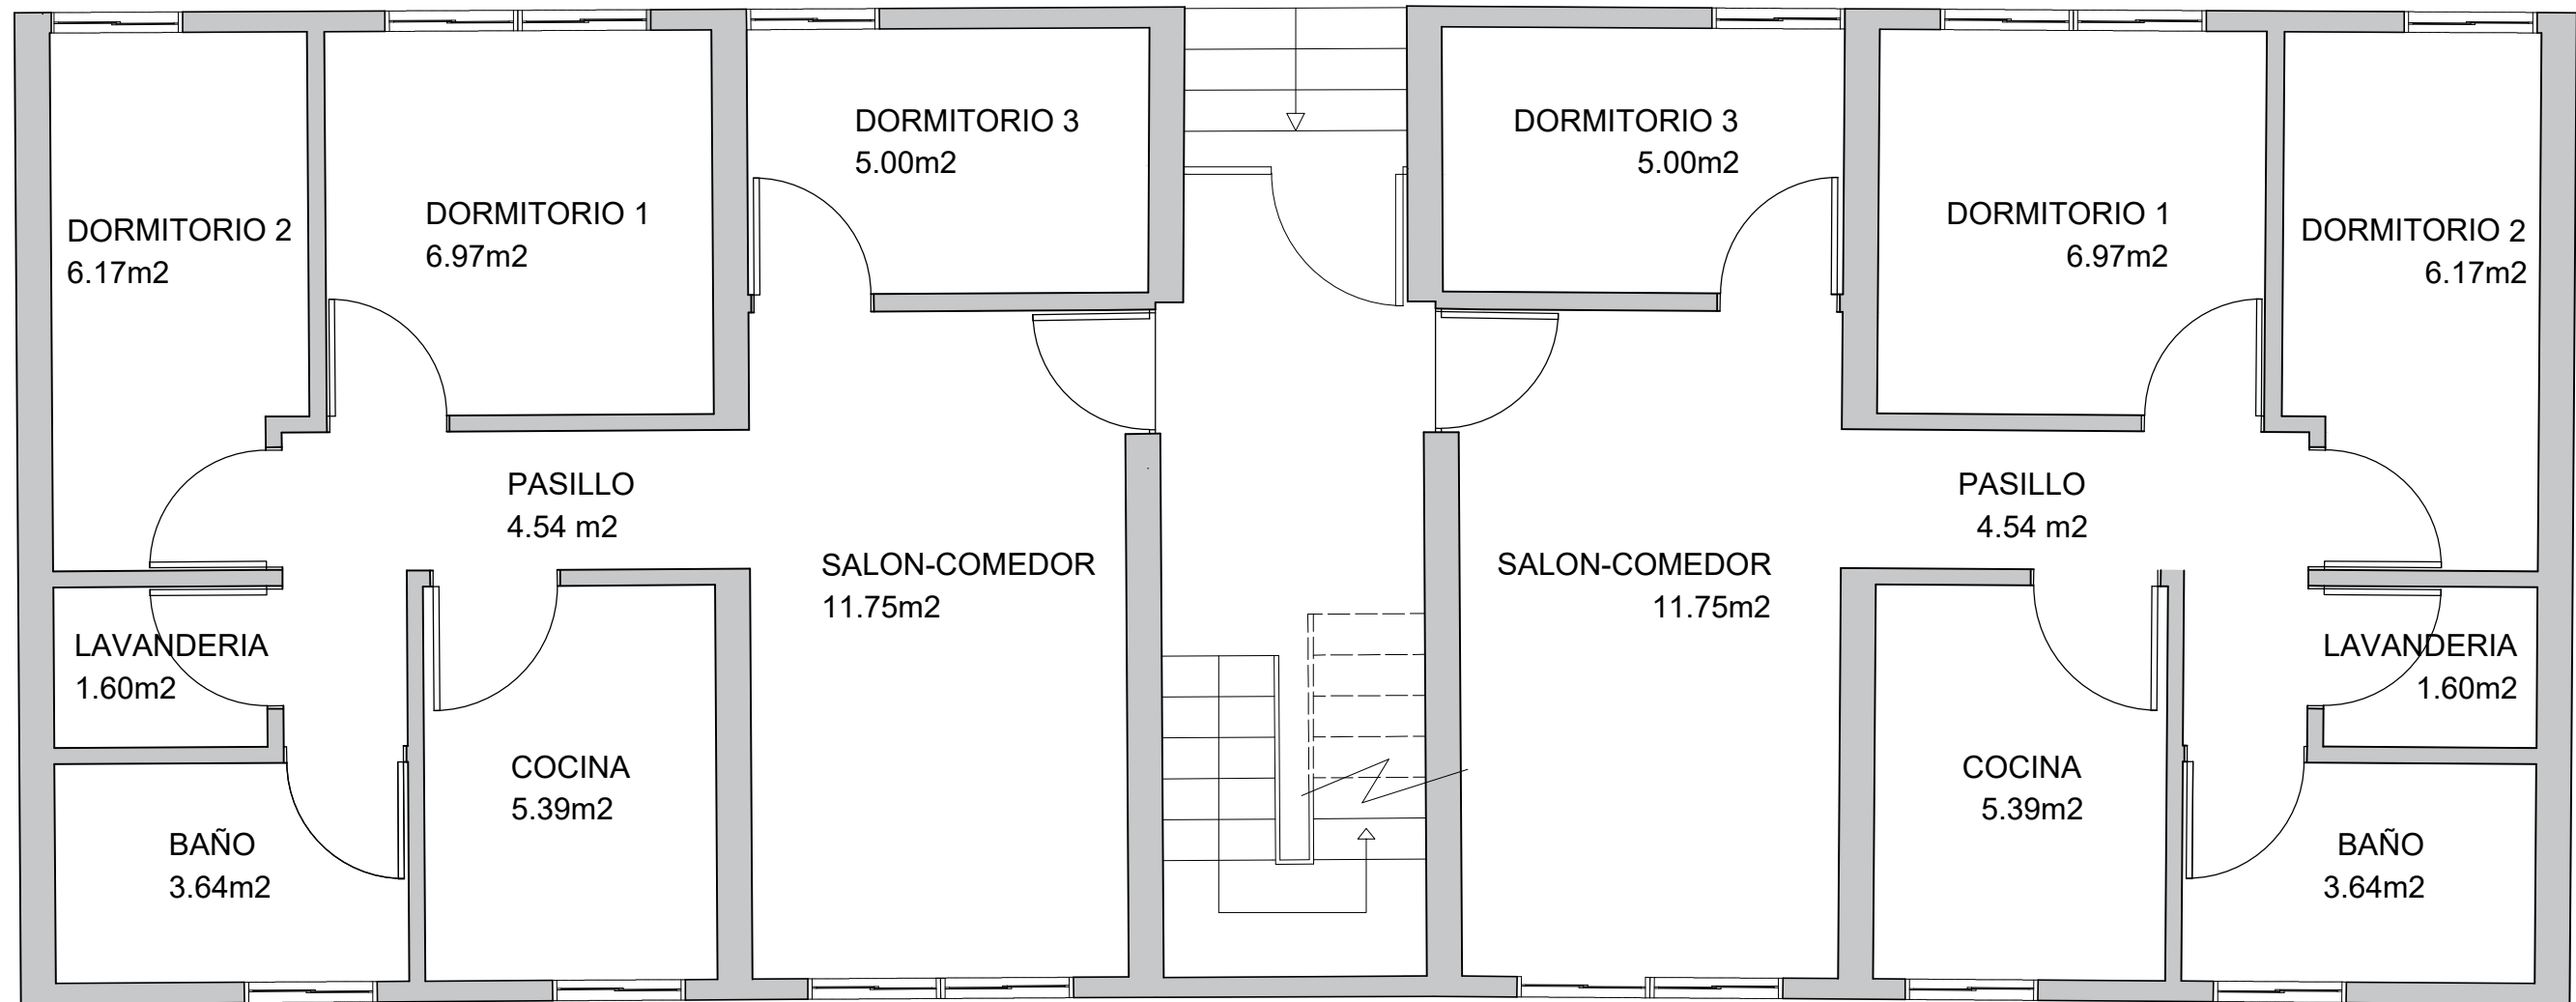 DORMITORIO 3
5.00m2
DORMITORIO 3
5.00m2
DORMITORIO 2
6.17m2
DORMITORIO 1
6.97m2
DORMITORIO 1
6.97m2
DORMITORIO 2
6.17m2
PASILLO
4.54 m2
PASILLO
4.54 m2
SALON-COMEDOR
11.75m2
SALON-COMEDOR
11.75m2
LAVANDERIA
1.60m2
LAVANDERIA
1.60m2
COCINA
5.39m2
COCINA
5.39m2
BAÑO
3.64m2
BAÑO
3.64m2